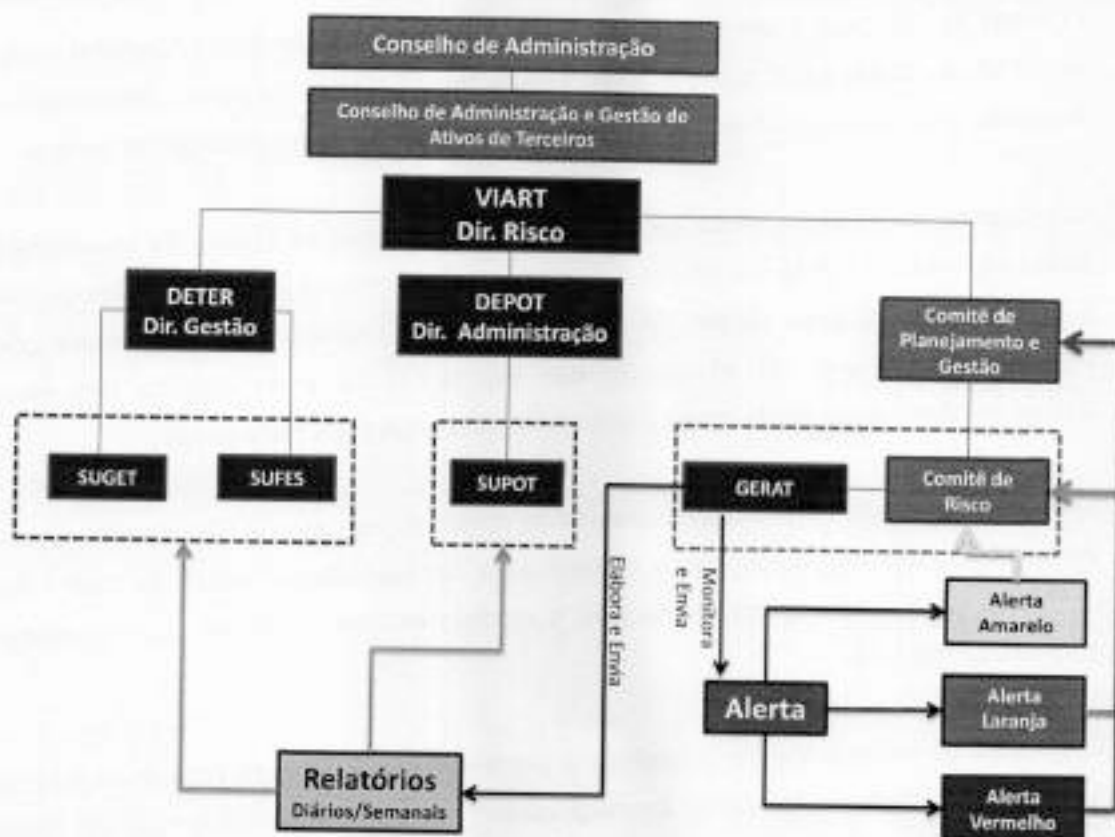 Conselho de Administração
Conselho de Administração e Gestão de
Ativos de Terceiros
VIART
Dir. Risco
DETER
Dir. Gestão
DEPOT
Dir. Administração
Comitê de
Planejamento e
Gestão
SUGET
SUFES
SUPOT
GERAT
Comitê de
Risco
Elabora e Envia
Monitora
e Envia
Alerta
Amarelo
Alerta
Alerta
Laranja
Relatórios
Diários/Semanais
Alerta
Vermelho